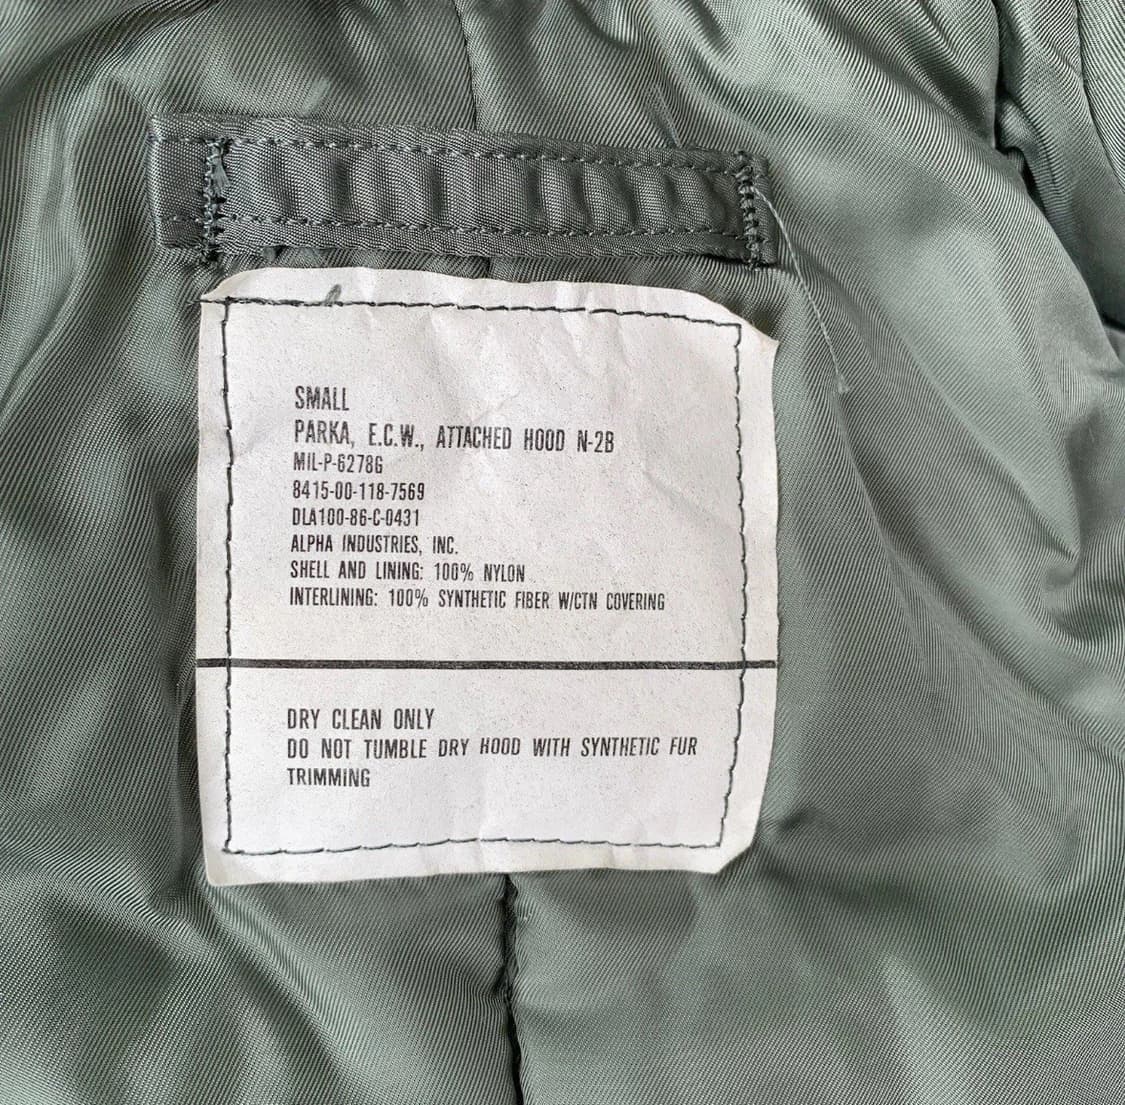 SMALL
PARKA, E.C.W., ATTACHED HOOD N-2B
MIL-P-6278G
8415-00-118-7569
DLA100-86-C-0431
ALPHA INDUSTRIES, INC.
SHELL AND LINING: 100% NYLON
INTERLINING: 100% SYNTHETIC FIBER W/CTN COVERING
DRY CLEAN ONLY
DO NOT TUMBLE DRY HOOD WITH SYNTHETIC FUR
TRIMMING